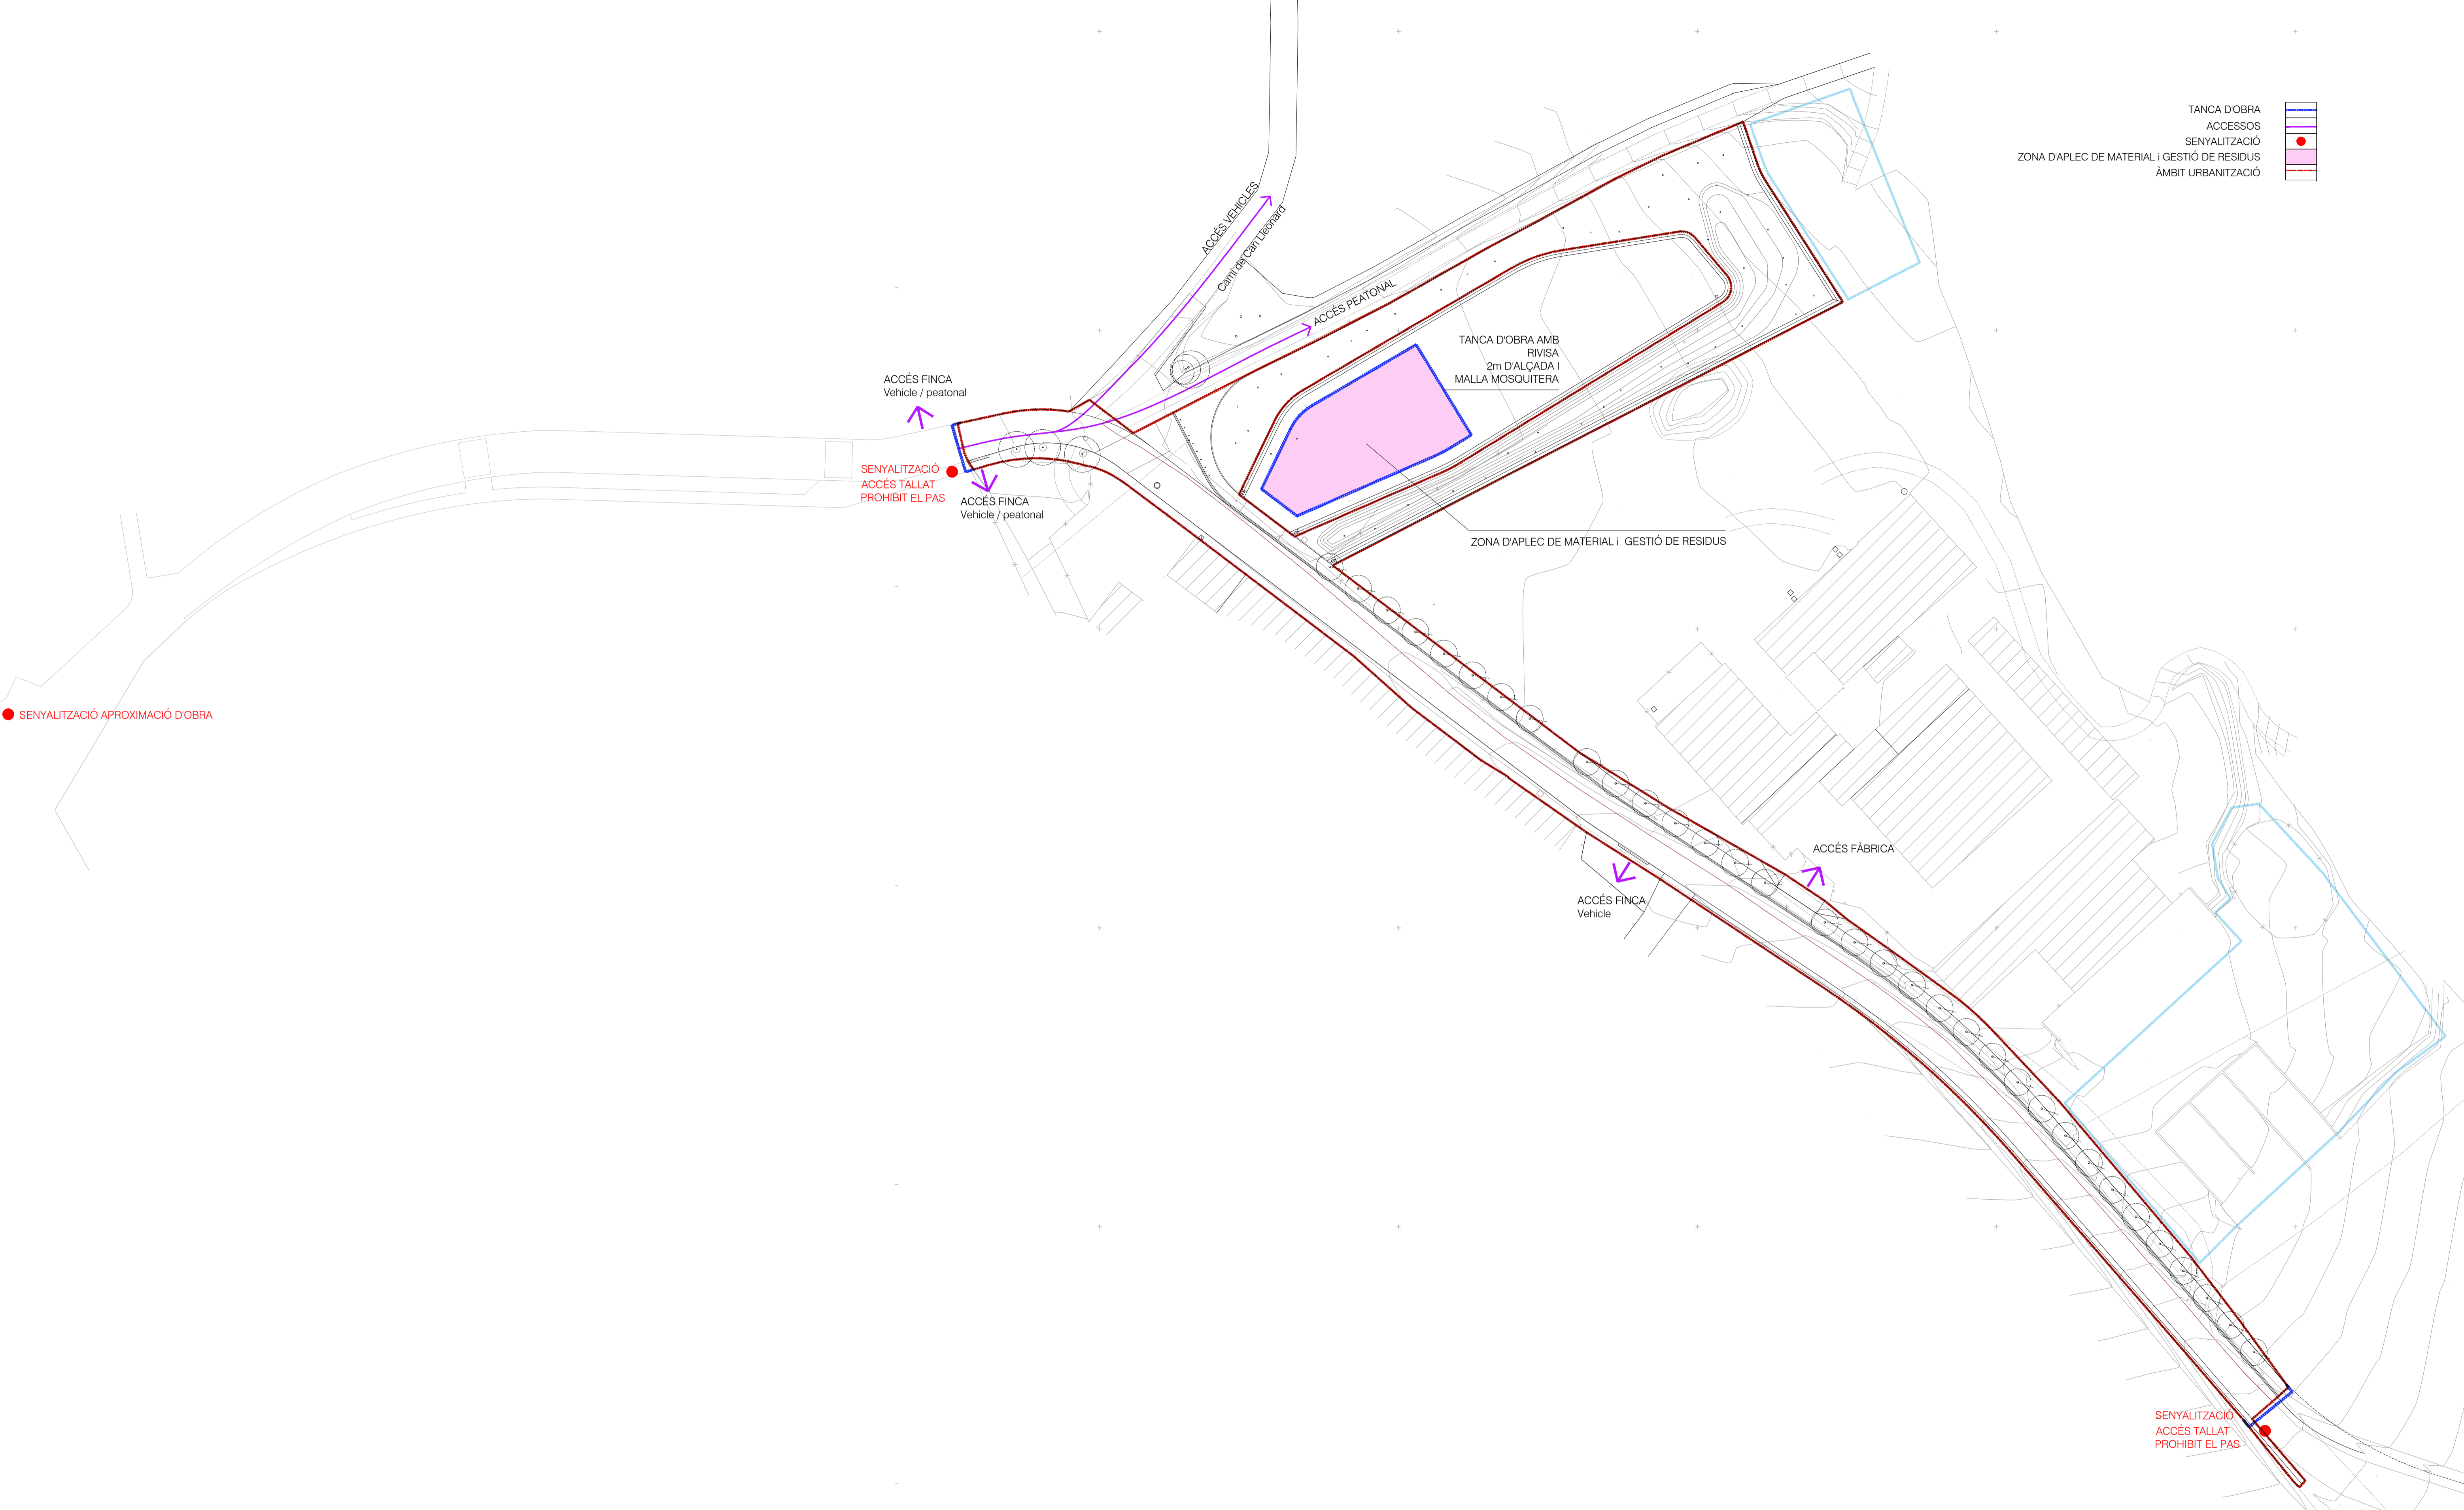 TANCA D'OBRA
ACCESSOS
SENYALITZACIÓ
ZONA D'APLEC DE MATERIAL i GESTIÓ DE RESIDUS
ÀMBIT URBANITZACIÓ
ACCÉS VEHICLES
Camí de Can Lleonard
ACCÉS PEATONAL
TANCA D'OBRA AMB
RIVISA
2m D'ALÇADA I
MALLA MOSQUITERA
ACCÉS FINCA
Vehicle / peatonal
SENYALITZACIÓ
ACCÉS TALLAT
PROHIBIT EL PAS
ACCÉS FINCA
Vehicle / peatonal
ZONA D'APLEC DE MATERIAL i GESTIÓ DE RESIDUS
SENYALITZACIÓ APROXIMACIÓ D'OBRA
ACCÉS FÀBRICA
ACCÉS FINCA
Vehicle
SENYALITZACIÓ
ACCÉS TALLAT
PROHIBIT EL PAS